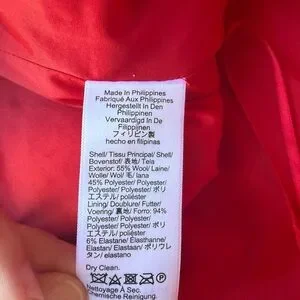 Made In Philippines
Fabriqué Aux Philippines
Hergestellt In Den
Philippinen
Vervaardigd In De
Filippijnen
フィリピン製
hecho en filipinas
Shell/ Tissu Principal/ Shell/
Bovenstof/ 表地/ Tela
Exterior: 55% Wool/ Laine/
Wolle/ Wol/ 毛/ lana
45% Polyester/ Polyester/
Polyester/ Polyester/ ポリ
エステル/ poliéster
Lining/ Doublure/ Futter/
Voering/ 裏地/ Forro: 94%
Polyester/ Polyester/
Polyester/ Polyester/ ポリ
エステル/ poliéster
6% Elastane/ Élasthanne/
Elastan/ Elastaan/ ポリウレ
タン/ elastano
Dry Clean.
Nettoyage À Sec.
Chemische Reinigung.